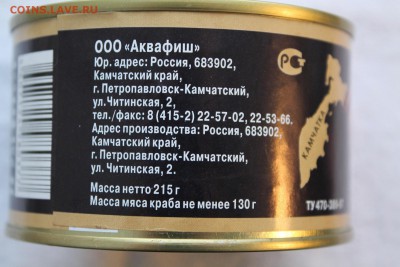 COINS.LAVE.RU
ООО «Аквафиш»
Юр. адрес: Россия, 683902,
Камчатский край,
г. Петропавловск-Камчатский,
ул. Читинская, 2,
тел./факс: 8 (415-2) 22-57-02, 22-53-66.
Адрес производства: Россия, 683902,
Камчатский край,
г. Петропавловск-Камчатский,
ул. Читинская, 2.
Масса нетто 215 г
Масса мяса краба не менее 130 г
РСТ
КАМЧАТКА